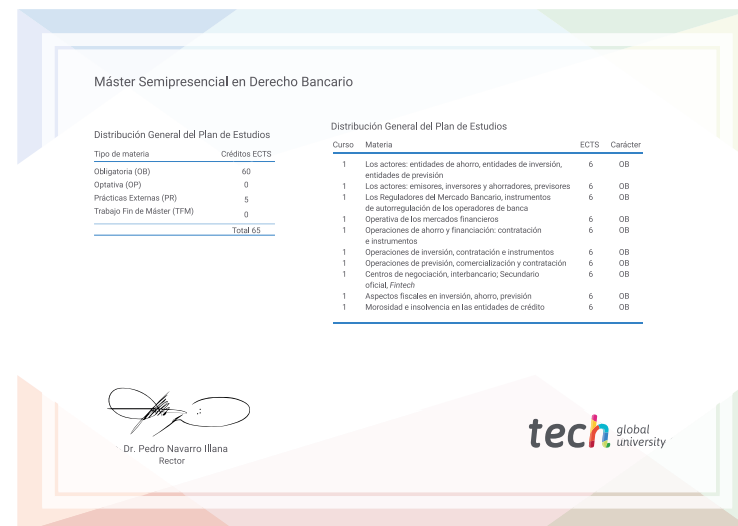 Máster Semipresencial en Derecho Bancario
Distribución General del Plan de Estudios
Tipo de materia Créditos ECTS
Obligatoria (OB) 60
Optativa (OP) 0
Prácticas Externas (PR) 5
Trabajo Fin de Máster (TFM) 0
Total 65
Distribución General del Plan de Estudios
Curso Materia ECTS Carácter
1 Los actores: entidades de ahorro, entidades de inversión, 6 OB
entidades de previsión
1 Los actores: emisores, inversores y ahorradores, previsores 6 OB
1 Los Reguladores del Mercado Bancario, instrumentos 6 OB
de autorregulación de los operadores de banca
1 Operativa de los mercados financieros 6 OB
1 Operaciones de ahorro y financiación: contratación 6 OB
e instrumentos
1 Operaciones de inversión, contratación e instrumentos 6 OB
1 Operaciones de previsión, comercialización y contratación 6 OB
1 Centros de negociación, interbancario; Secundario 6 OB
oficial, Fintech
1 Aspectos fiscales en inversión, ahorro, previsión 6 OB
1 Morosidad e insolvencia en las entidades de crédito 6 OB
Dr. Pedro Navarro Illana
Rector
tech global
university